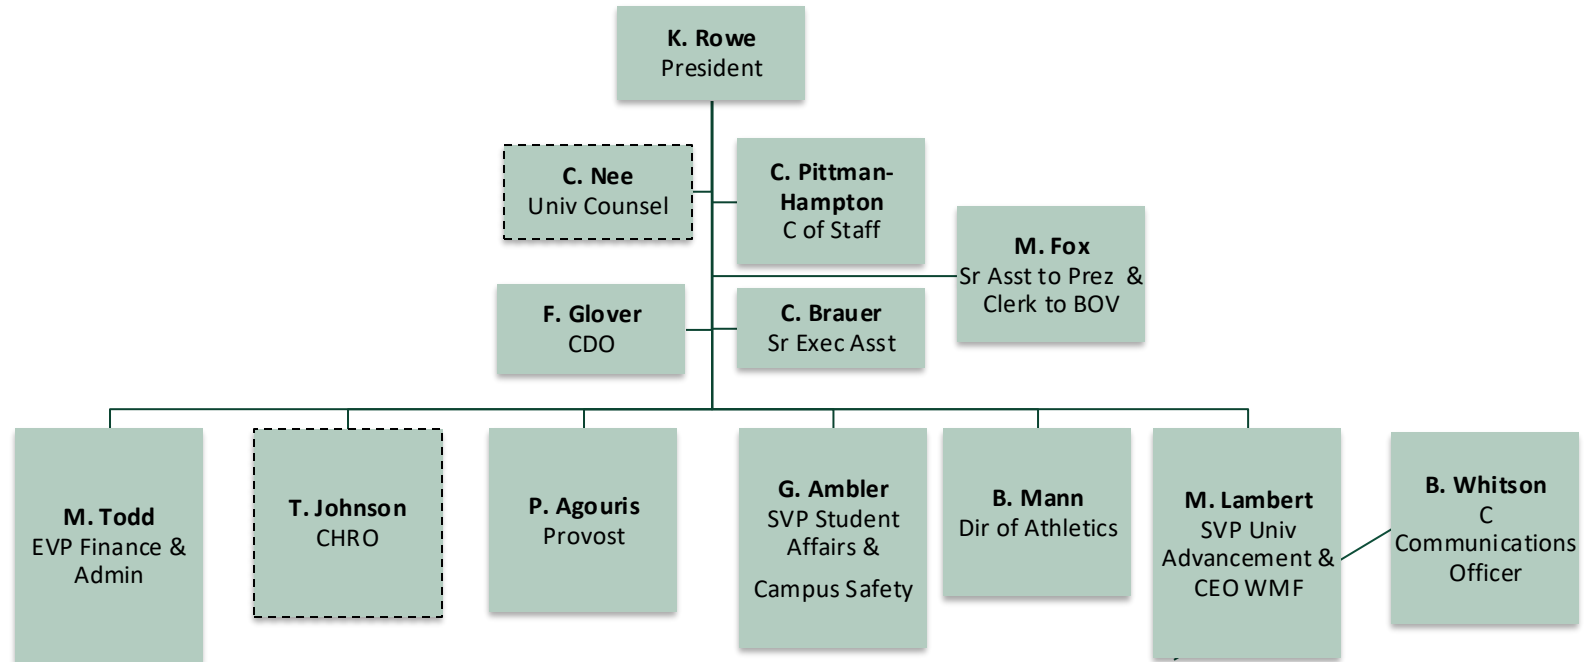 K. Rowe
President
C. Nee
Univ Counsel
C. Pittman-
Hampton
C of Staff
M. Fox
Sr Asst to Prez &
Clerk to BOV
F. Glover
CDO
C. Brauer
Sr Exec Asst
M. Todd
EVP Finance &
Admin
T. Johnson
CHRO
P. Agouris
Provost
G. Ambler
SVP Student
Affairs &
Campus Safety
B. Mann
Dir of Athletics
M. Lambert
SVP Univ
Advancement &
CEO WMF
B. Whitson
C
Communications
Officer